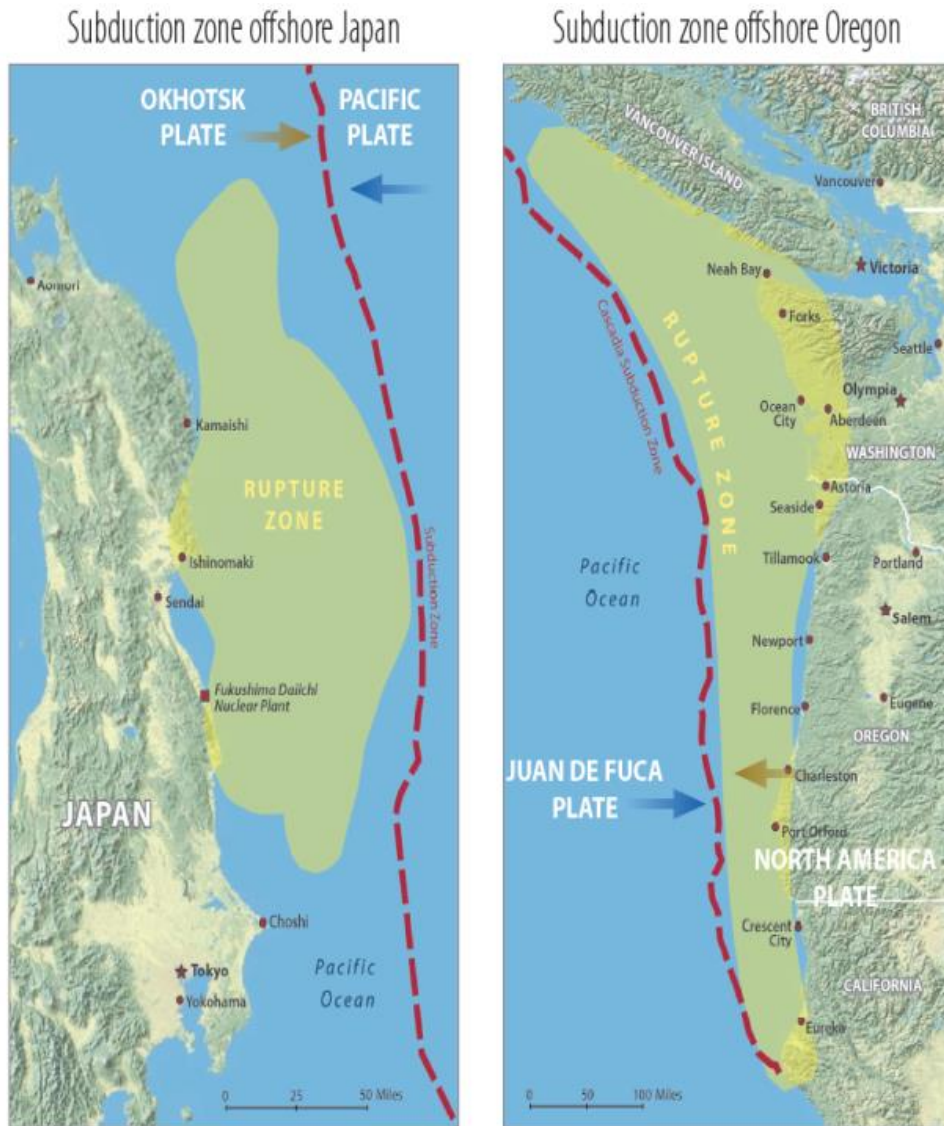 Subduction zone offshore Japan
OKHOTSK
PLATE
PACIFIC
PLATE
Aomori
Kamaishi
RUPTURE
ZONE
Ishinomaki
Sendai
Subduction Zone
Fukushima Daiichi
Nuclear Plant
JAPAN
Choshi
Pacific
Ocean
Tokyo
Yokohama
0 25 50 Miles
Subduction zone offshore Oregon
BRITISH
COLUMBIA
VANCOUVER ISLAND
Vancouver
Victoria
Neah Bay
Forks
Seattle
Cascadia Subduction Zone
RUPTURE ZONE
Olympia
Ocean
City
Aberdeen
WASHINGTON
Astoria
Seaside
Tillamook
Portland
Pacific
Ocean
Salem
Newport
Florence
Eugene
OREGON
JUAN DE FUCA
PLATE
Charleston
Port Orford
NORTH AMERICA
PLATE
Crescent
City
CALIFORNIA
Eureka
0 50 100 Miles